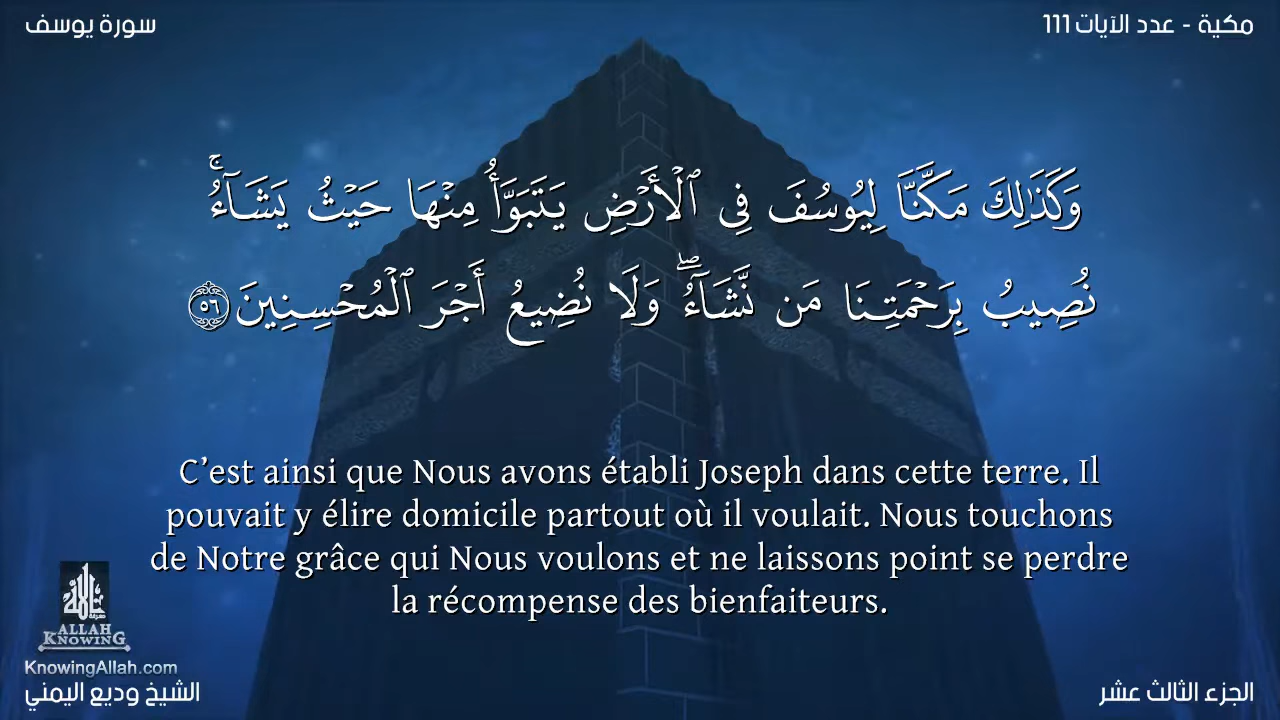 سورة يوسف
مكية - عدد الآيات 111
وَكَذَٰلِكَ مَكَّنَّا لِيُوسُفَ فِى ٱلْأَرْضِ يَتَبَوَّأُ مِنْهَا حَيْثُ يَشَآءُ ۚ
نُصِيبُ بِرَحْمَتِنَا مَن نَّشَآءُ ۖ وَلَا نُضِيعُ أَجْرَ ٱلْمُحْسِنِينَ ٥٦
C’est ainsi que Nous avons établi Joseph dans cette terre. Il
pouvait y élire domicile partout où il voulait. Nous touchons
de Notre grâce qui Nous voulons et ne laissons point se perdre
la récompense des bienfaiteurs.
ALLAH
KNOWING
KnowingAllah.com
الشيخ وديع اليمني
الجزء الثالث عشر